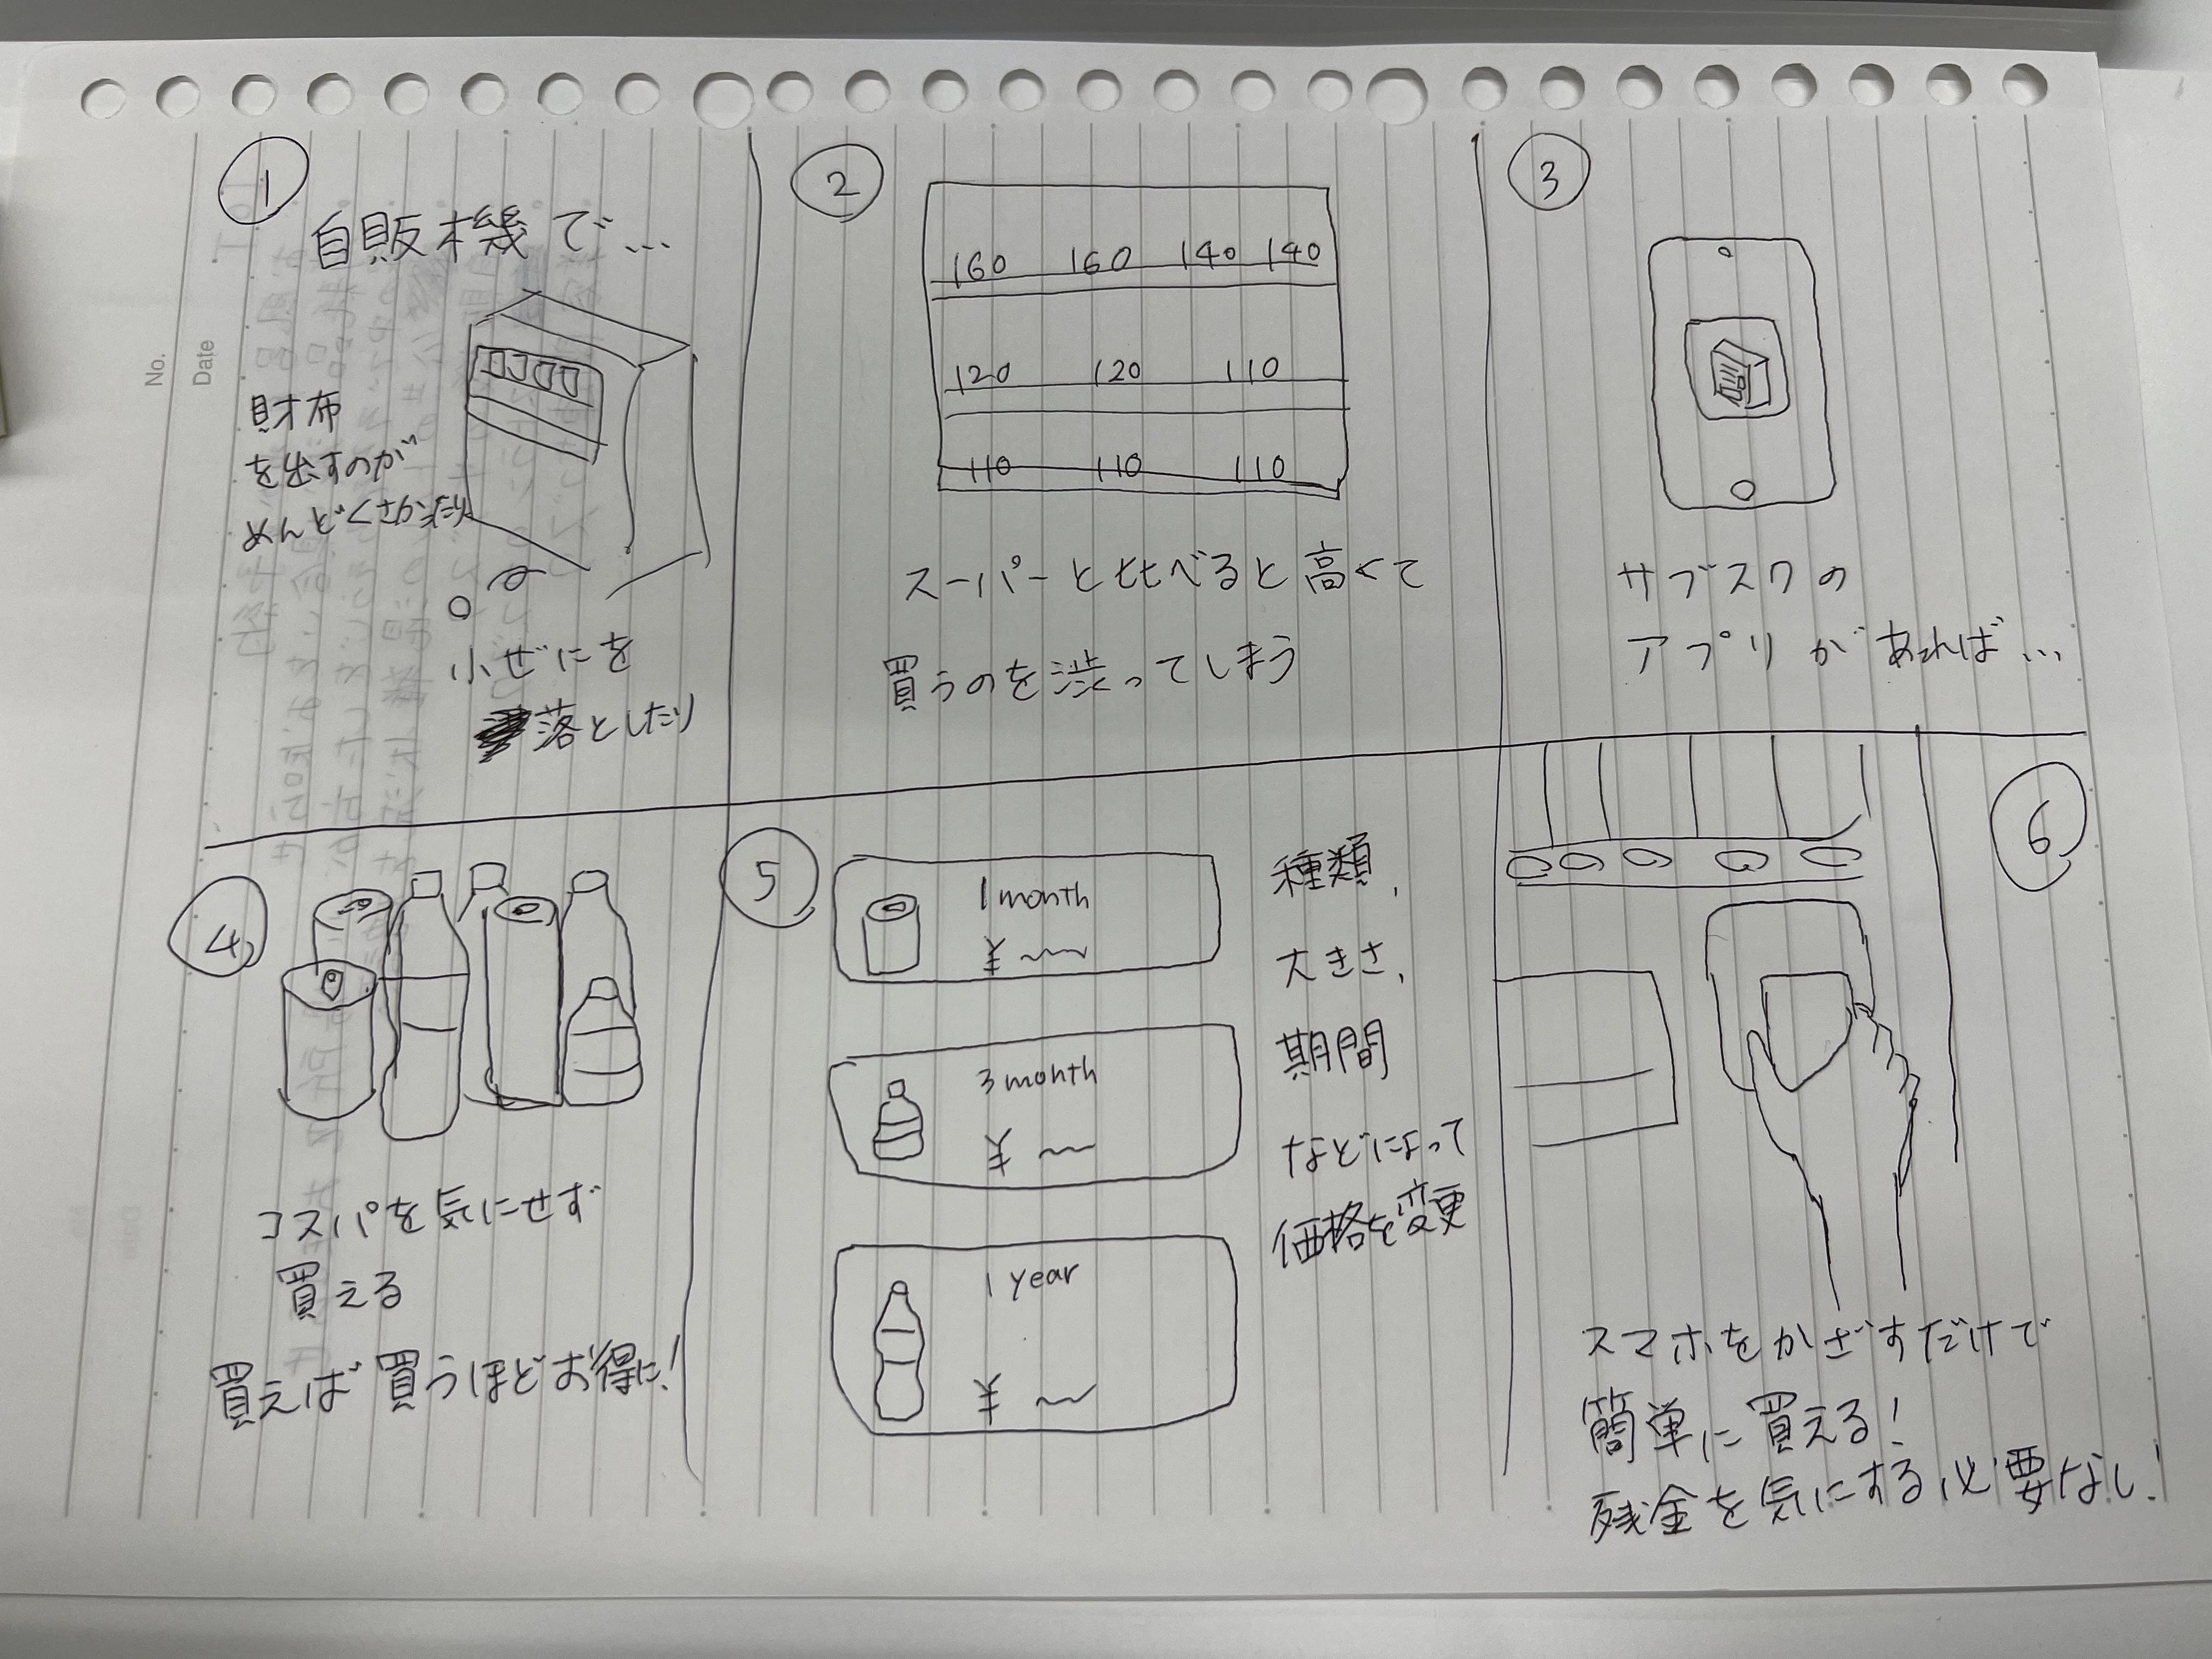 No.
Date
①
自販機で...
財布
を出すのが
めんどくさかったり
小ぜにを
落としたり
②
160 160 140 140
120 120 110
110 110 110
スーパーと比べると高くて
買うのを渋ってしまう
③
サブスクの
アプリがあれば...
④
コスパを気にせず
買える
買えば買うほどお得に!
⑤
1 month
¥
3 month
¥
1 year
¥
種類、
大きさ、
期間
などによって
価格を変更
⑥
スマホをかざすだけで
簡単に買える!
残金を気にする必要なし!